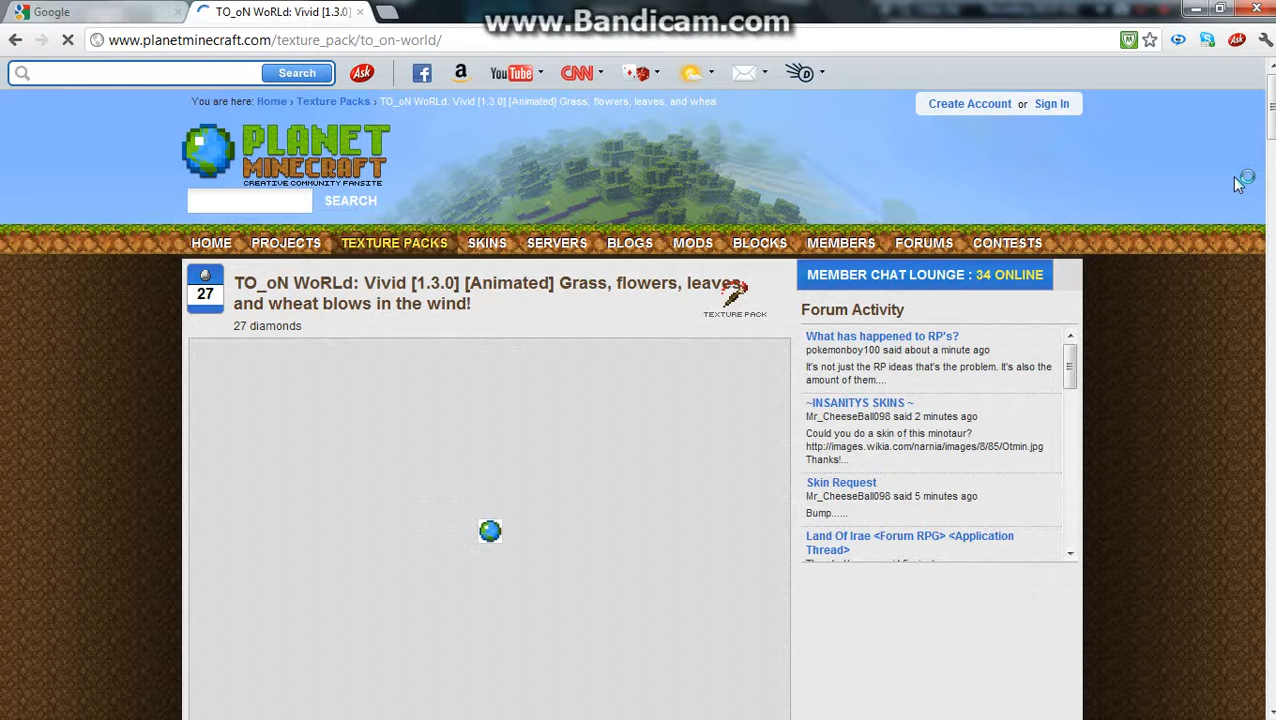 Google
TO_oN WoRLd: Vivid [1.3.0]
www.Bandicam.com
www.planetminecraft.com/texture_pack/to_on-world/
Search
Ask
YouTube
CNN
Ask
You are here: Home › Texture Packs › TO_oN WoRLd: Vivid [1.3.0] [Animated] Grass, flowers, leaves, and whea
Create Account or Sign In
PLANET
MINECRAFT
CREATIVE COMMUNITY FANSITE
SEARCH
HOME PROJECTS TEXTURE PACKS SKINS SERVERS BLOGS MODS BLOCKS MEMBERS FORUMS CONTESTS
27
TO_oN WoRLd: Vivid [1.3.0] [Animated] Grass, flowers, leaves,
and wheat blows in the wind!
27 diamonds
TEXTURE PACK
MEMBER CHAT LOUNGE : 34 ONLINE
Forum Activity
What has happened to RP's?
pokemonboy100 said about a minute ago
It's not just the RP ideas that's the problem. It's also the
amount of them....
~INSANITYS SKINS ~
Mr_CheeseBall098 said 2 minutes ago
Could you do a skin of this minotaur?
http://images.wikia.com/narnia/images/8/85/Otmin.jpg
Thanks!...
Skin Request
Mr_CheeseBall098 said 5 minutes ago
Bump......
Land Of Irae <Forum RPG> <Application
Thread>